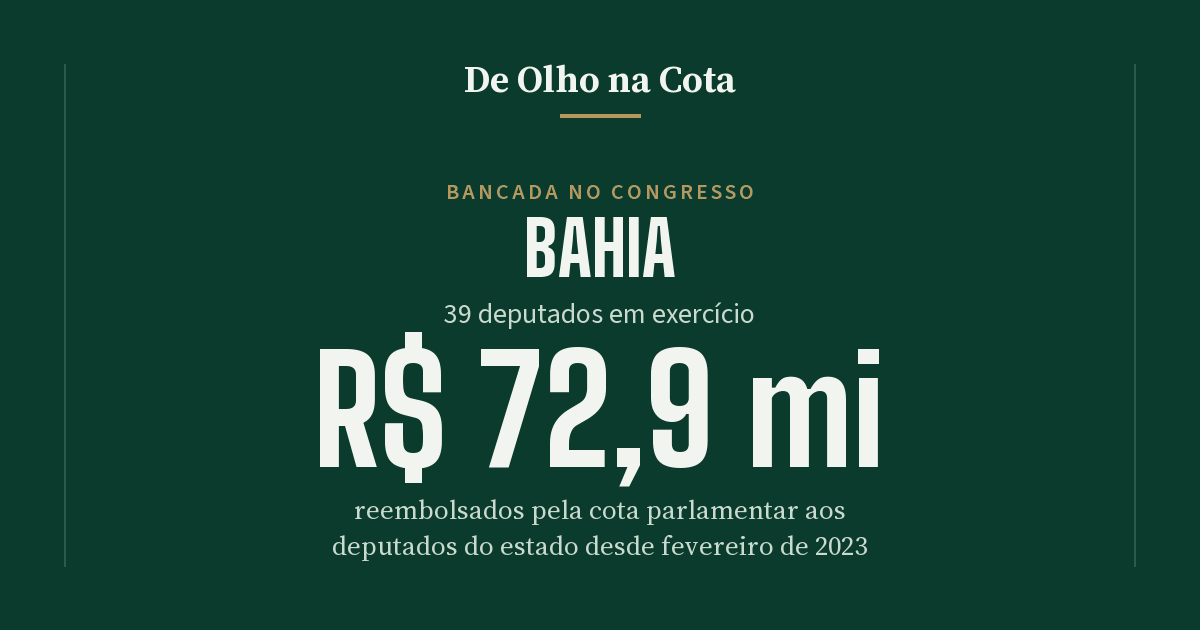 De Olho na Cota
BANCADA NO CONGRESSO
BAHIA
39 deputados em exercício
R$ 72,9 mi
reembolsados pela cota parlamentar aos
deputados do estado desde fevereiro de 2023